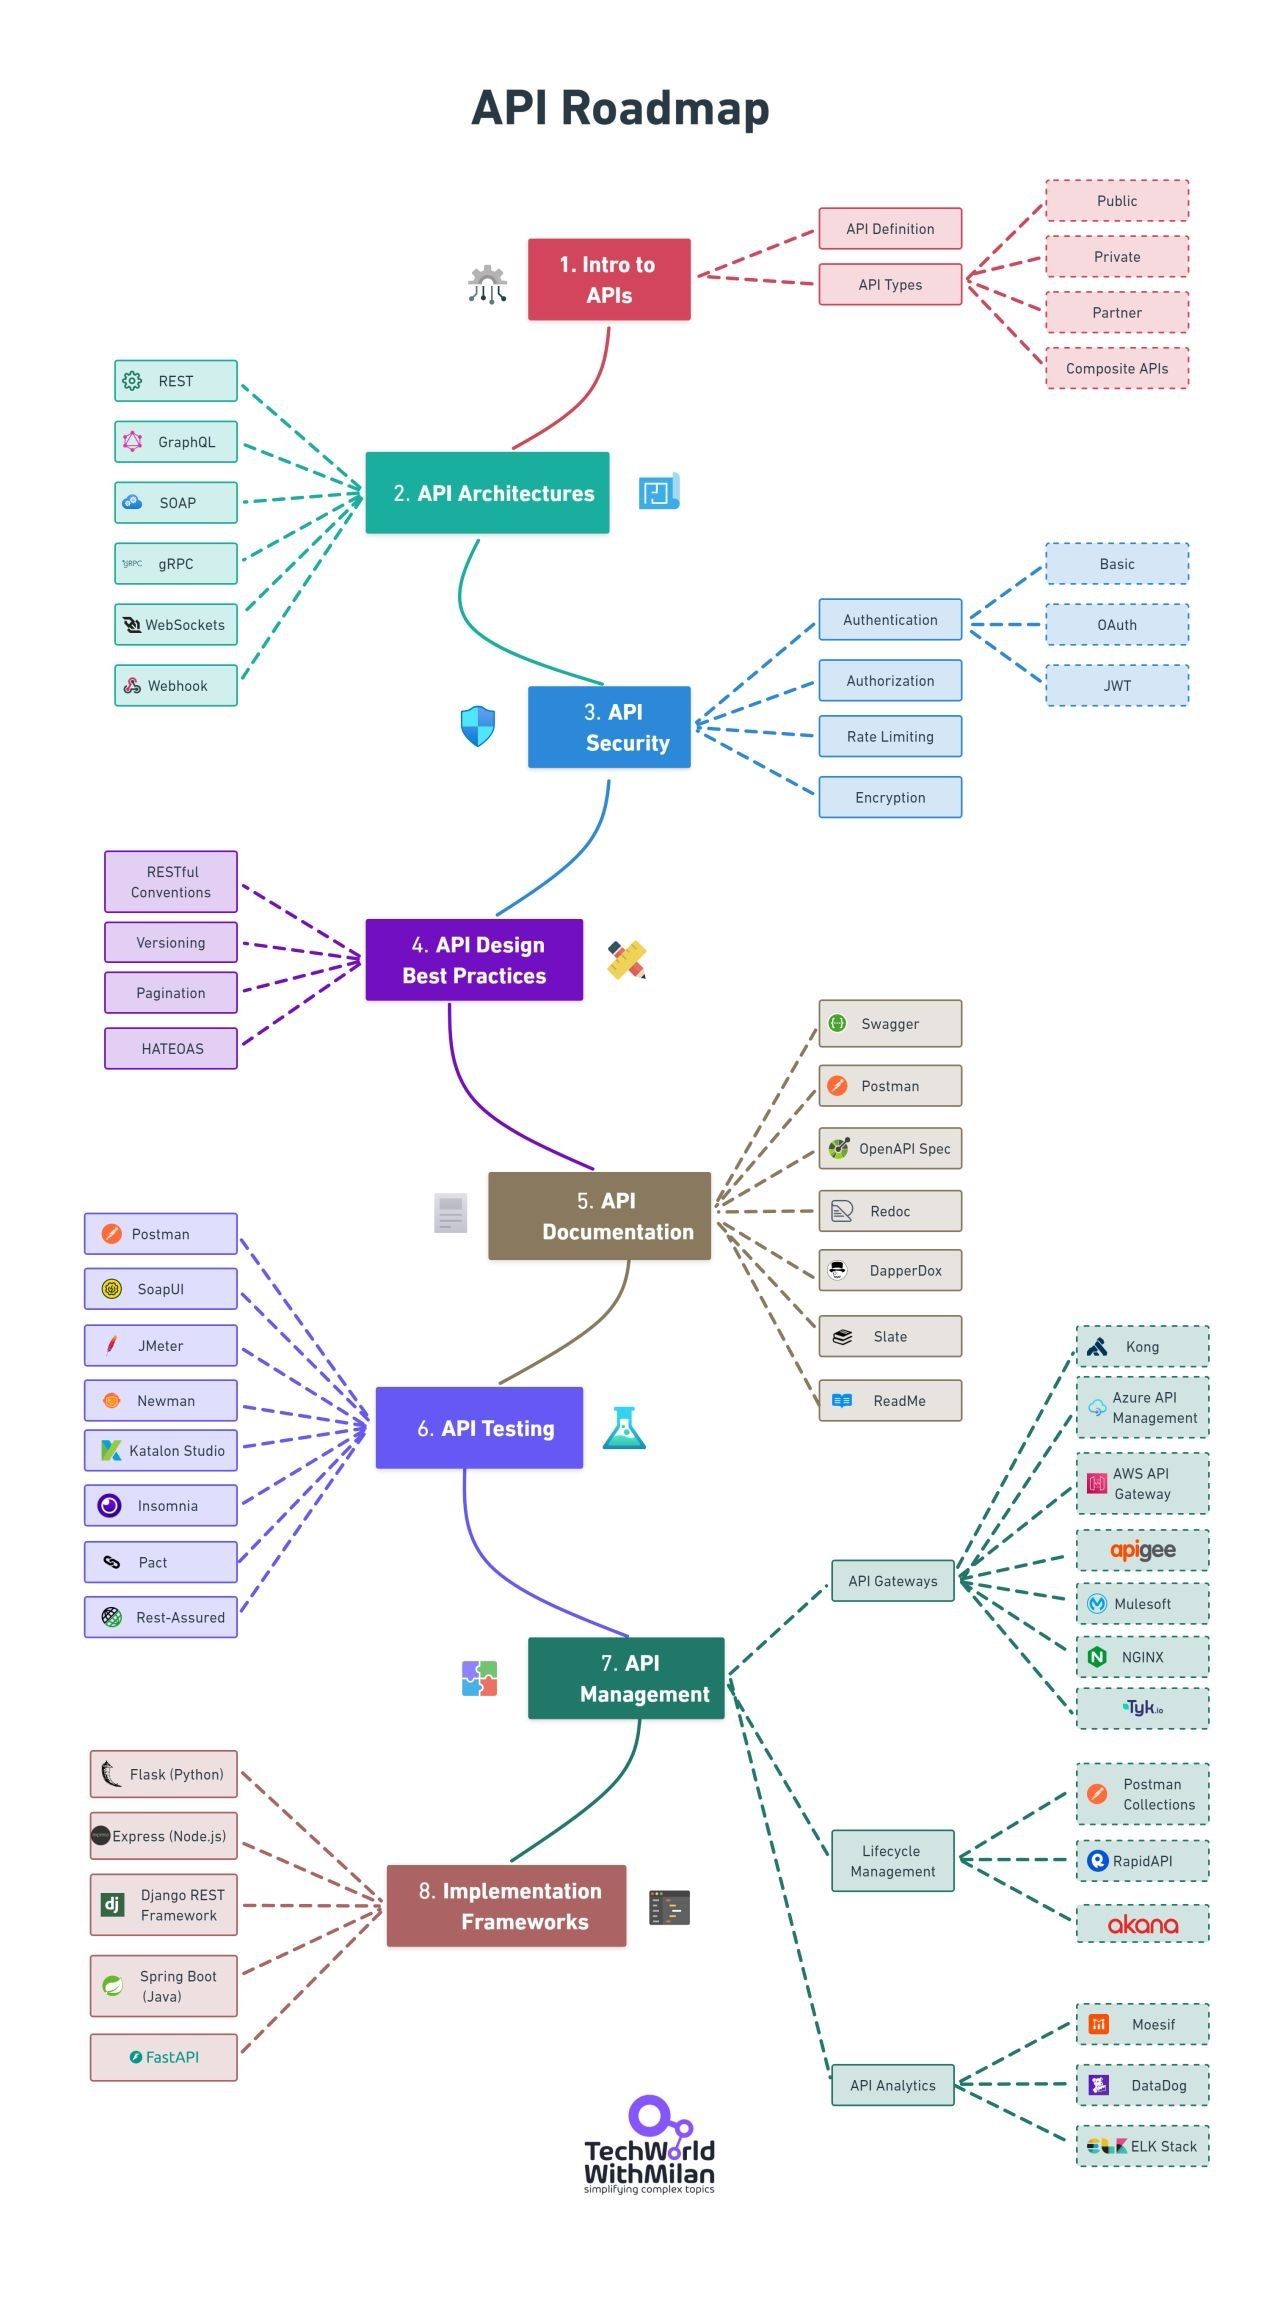 API Roadmap
1. Intro to
APIs
API Definition
API Types
Public
Private
Partner
Composite APIs
2. API Architectures
REST
GraphQL
SOAP
gRPC
gRPC
WebSockets
Webhook
3. API
Security
Authentication
Authorization
Rate Limiting
Encryption
Basic
OAuth
JWT
4. API Design
Best Practices
RESTful
Conventions
Versioning
Pagination
HATEOAS
5. API
Documentation
Swagger
Postman
OpenAPI Spec
Redoc
DapperDox
Slate
ReadMe
6. API Testing
Postman
SoapUI
JMeter
Newman
Katalon Studio
Insomnia
Pact
Rest-Assured
7. API
Management
API Gateways
Kong
Azure API
Management
AWS API
Gateway
apigee
Mulesoft
NGINX
Tyk.io
Lifecycle
Management
Postman
Collections
RapidAPI
akana
API Analytics
Moesif
DataDog
ELK Stack
8. Implementation
Frameworks
Flask (Python)
Express (Node.js)
dj
Django REST
Framework
Spring Boot
(Java)
FastAPI
TechWorld
WithMilan
simplifying complex topics